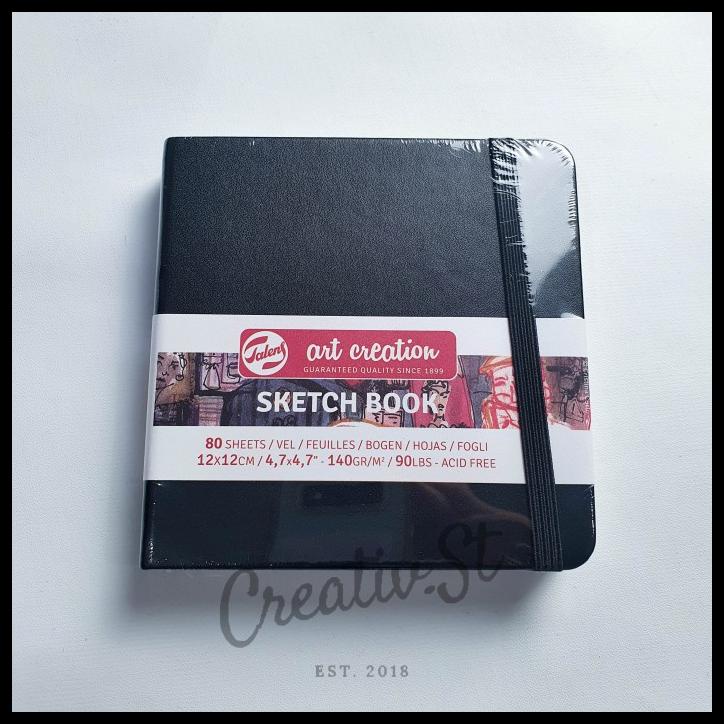 Talens
art creation
GUARANTEED QUALITY SINCE 1899
SKETCH BOOK
80 SHEETS / VEL / FEUILLES / BOGEN / HOJAS / FOGLI
12X12CM / 4,7x4,7" - 140GR/M² / 90LBS - ACID FREE
Creativ.St
EST. 2018